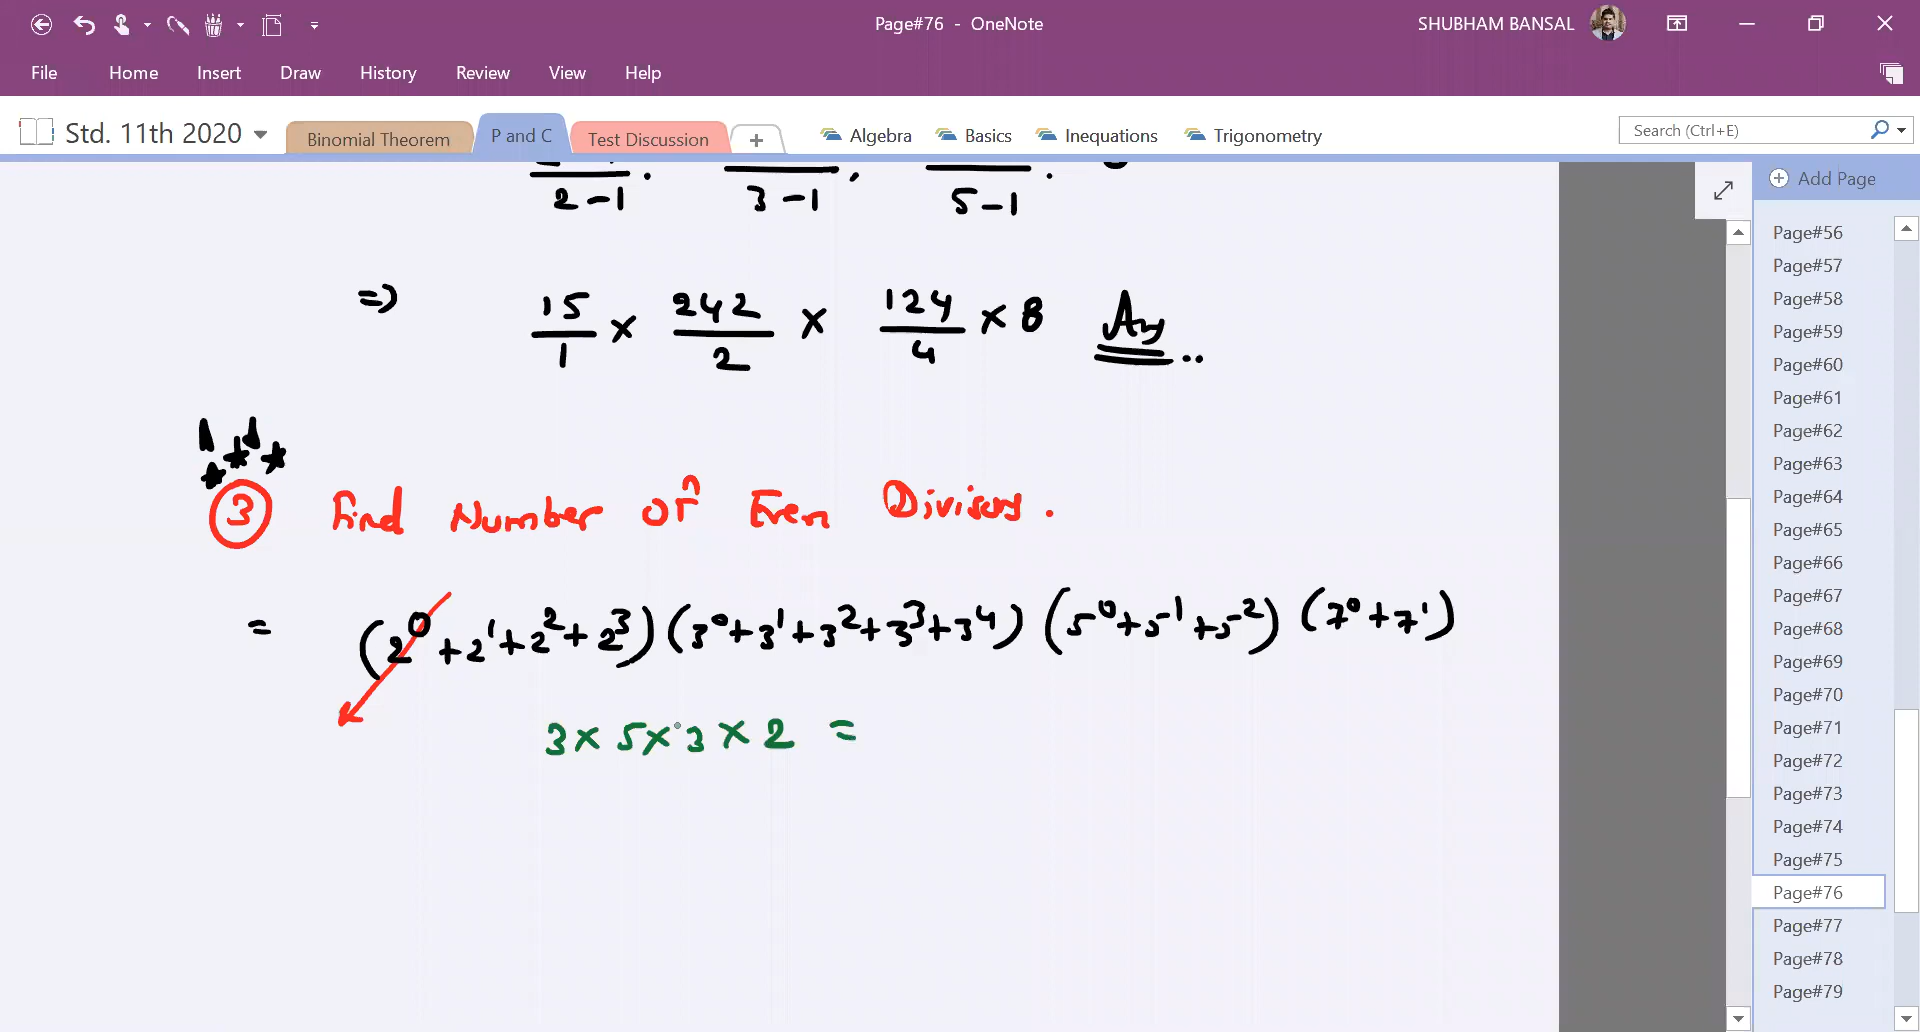 Page#76 - OneNote
SHUBHAM BANSAL
File Home Insert Draw History Review View Help
Std. 11th 2020
Binomial Theorem
P and C
Test Discussion
+
Algebra
Basics
Inequations
Trigonometry
Search (Ctrl+E)
Add Page
2-1 . 3-1 , 5-1 .
=) 15/1 × 242/2 × 124/4 × 8 Ans ..
③ Find Number of Even Divisors .
= (2⁰ + 2¹ + 2² + 2³) (3⁰ + 3¹ + 3² + 3³ + 3⁴) (5⁰ + 5¹ + 5²) (7⁰ + 7¹)
3 × 5 × 3 × 2 =
Page#56
Page#57
Page#58
Page#59
Page#60
Page#61
Page#62
Page#63
Page#64
Page#65
Page#66
Page#67
Page#68
Page#69
Page#70
Page#71
Page#72
Page#73
Page#74
Page#75
Page#76
Page#77
Page#78
Page#79